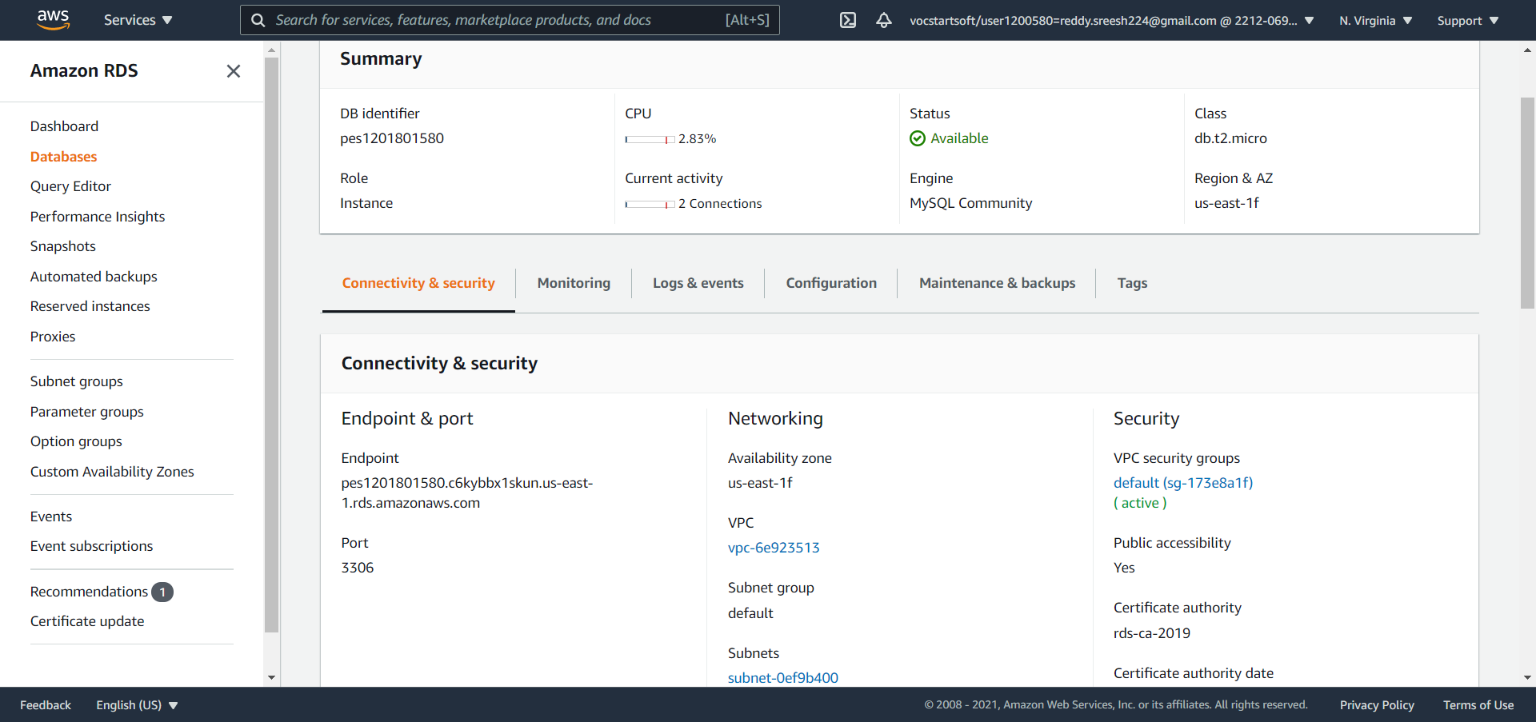 aws
Services
Search for services, features, marketplace products, and docs [Alt+S]
vocstartsoft/user1200580=reddy.sreesh224@gmail.com @ 2212-069...
N. Virginia
Support
Amazon RDS
Dashboard
Databases
Query Editor
Performance Insights
Snapshots
Automated backups
Reserved instances
Proxies
Subnet groups
Parameter groups
Option groups
Custom Availability Zones
Events
Event subscriptions
Recommendations 1
Certificate update
Summary
DB identifier
pes1201801580
CPU
2.83%
Status
Available
Class
db.t2.micro
Role
Instance
Current activity
2 Connections
Engine
MySQL Community
Region & AZ
us-east-1f
Connectivity & security
Monitoring
Logs & events
Configuration
Maintenance & backups
Tags
Connectivity & security
Endpoint & port
Endpoint
pes1201801580.c6kybbx1skun.us-east-
1.rds.amazonaws.com
Port
3306
Networking
Availability zone
us-east-1f
VPC
vpc-6e923513
Subnet group
default
Subnets
subnet-0ef9b400
Security
VPC security groups
default (sg-173e8a1f)
( active )
Public accessibility
Yes
Certificate authority
rds-ca-2019
Certificate authority date
Feedback
English (US)
© 2008 - 2021, Amazon Web Services, Inc. or its affiliates. All rights reserved.
Privacy Policy
Terms of Use